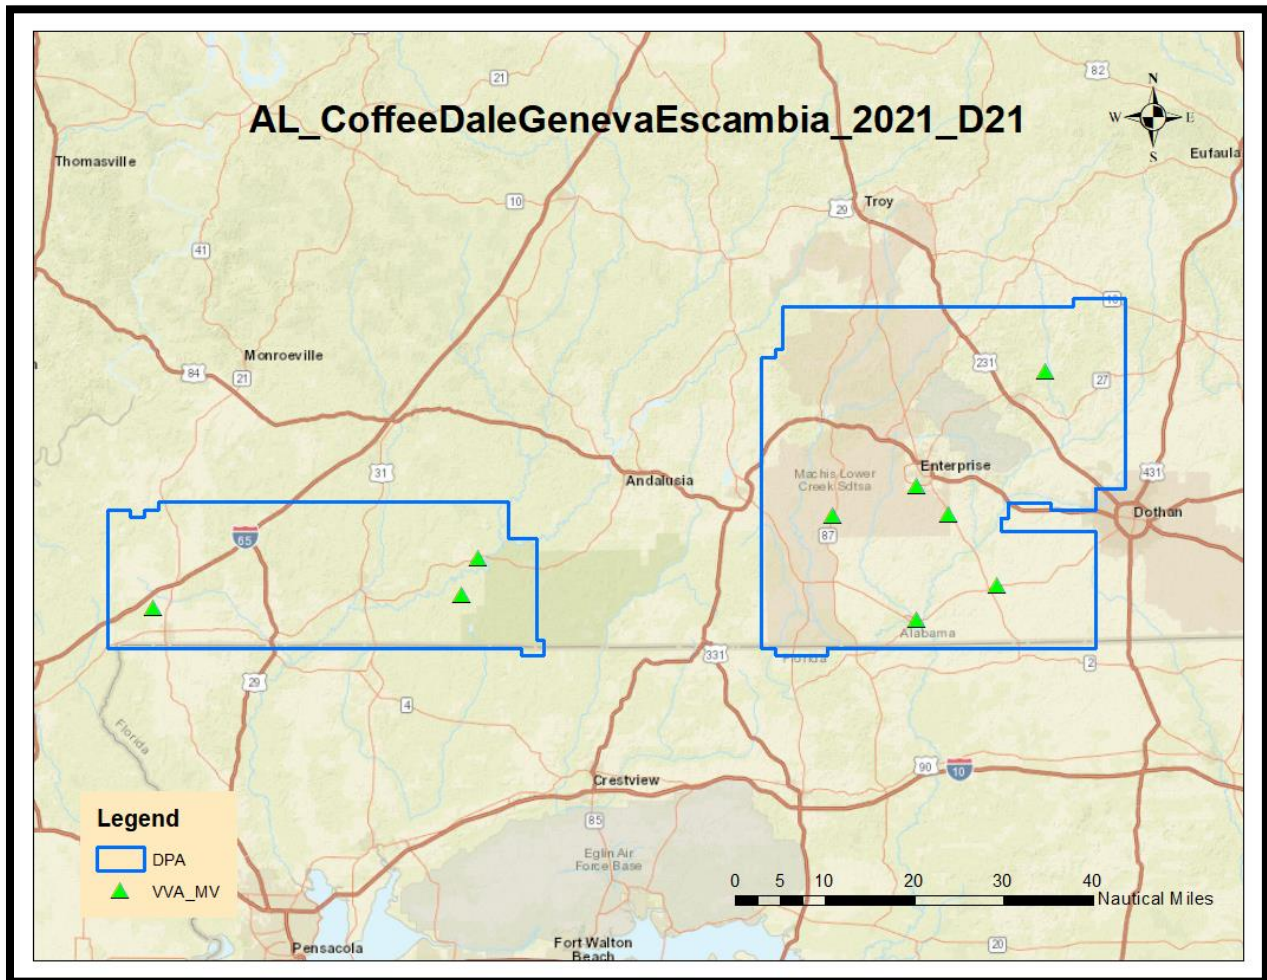 82
21
N
AL_CoffeeDaleGenevaEscambia_2021_D21
W
E
S
Eufaula
Thomasville
10
29
Troy
41
10
Monroeville
84
21
231
27
31
Enterprise
Machis Lower
Creek Sdtsa
431
Andalusia
Dothan
87
65
Alabama
331
Florida
2
29
4
Florida
90
10
Crestview
Legend
DPA
VVA_MV
85
Eglin Air
Force Base
0 5 10 20 30 40
Nautical Miles
Pensacola
Fort Walton
Beach
20